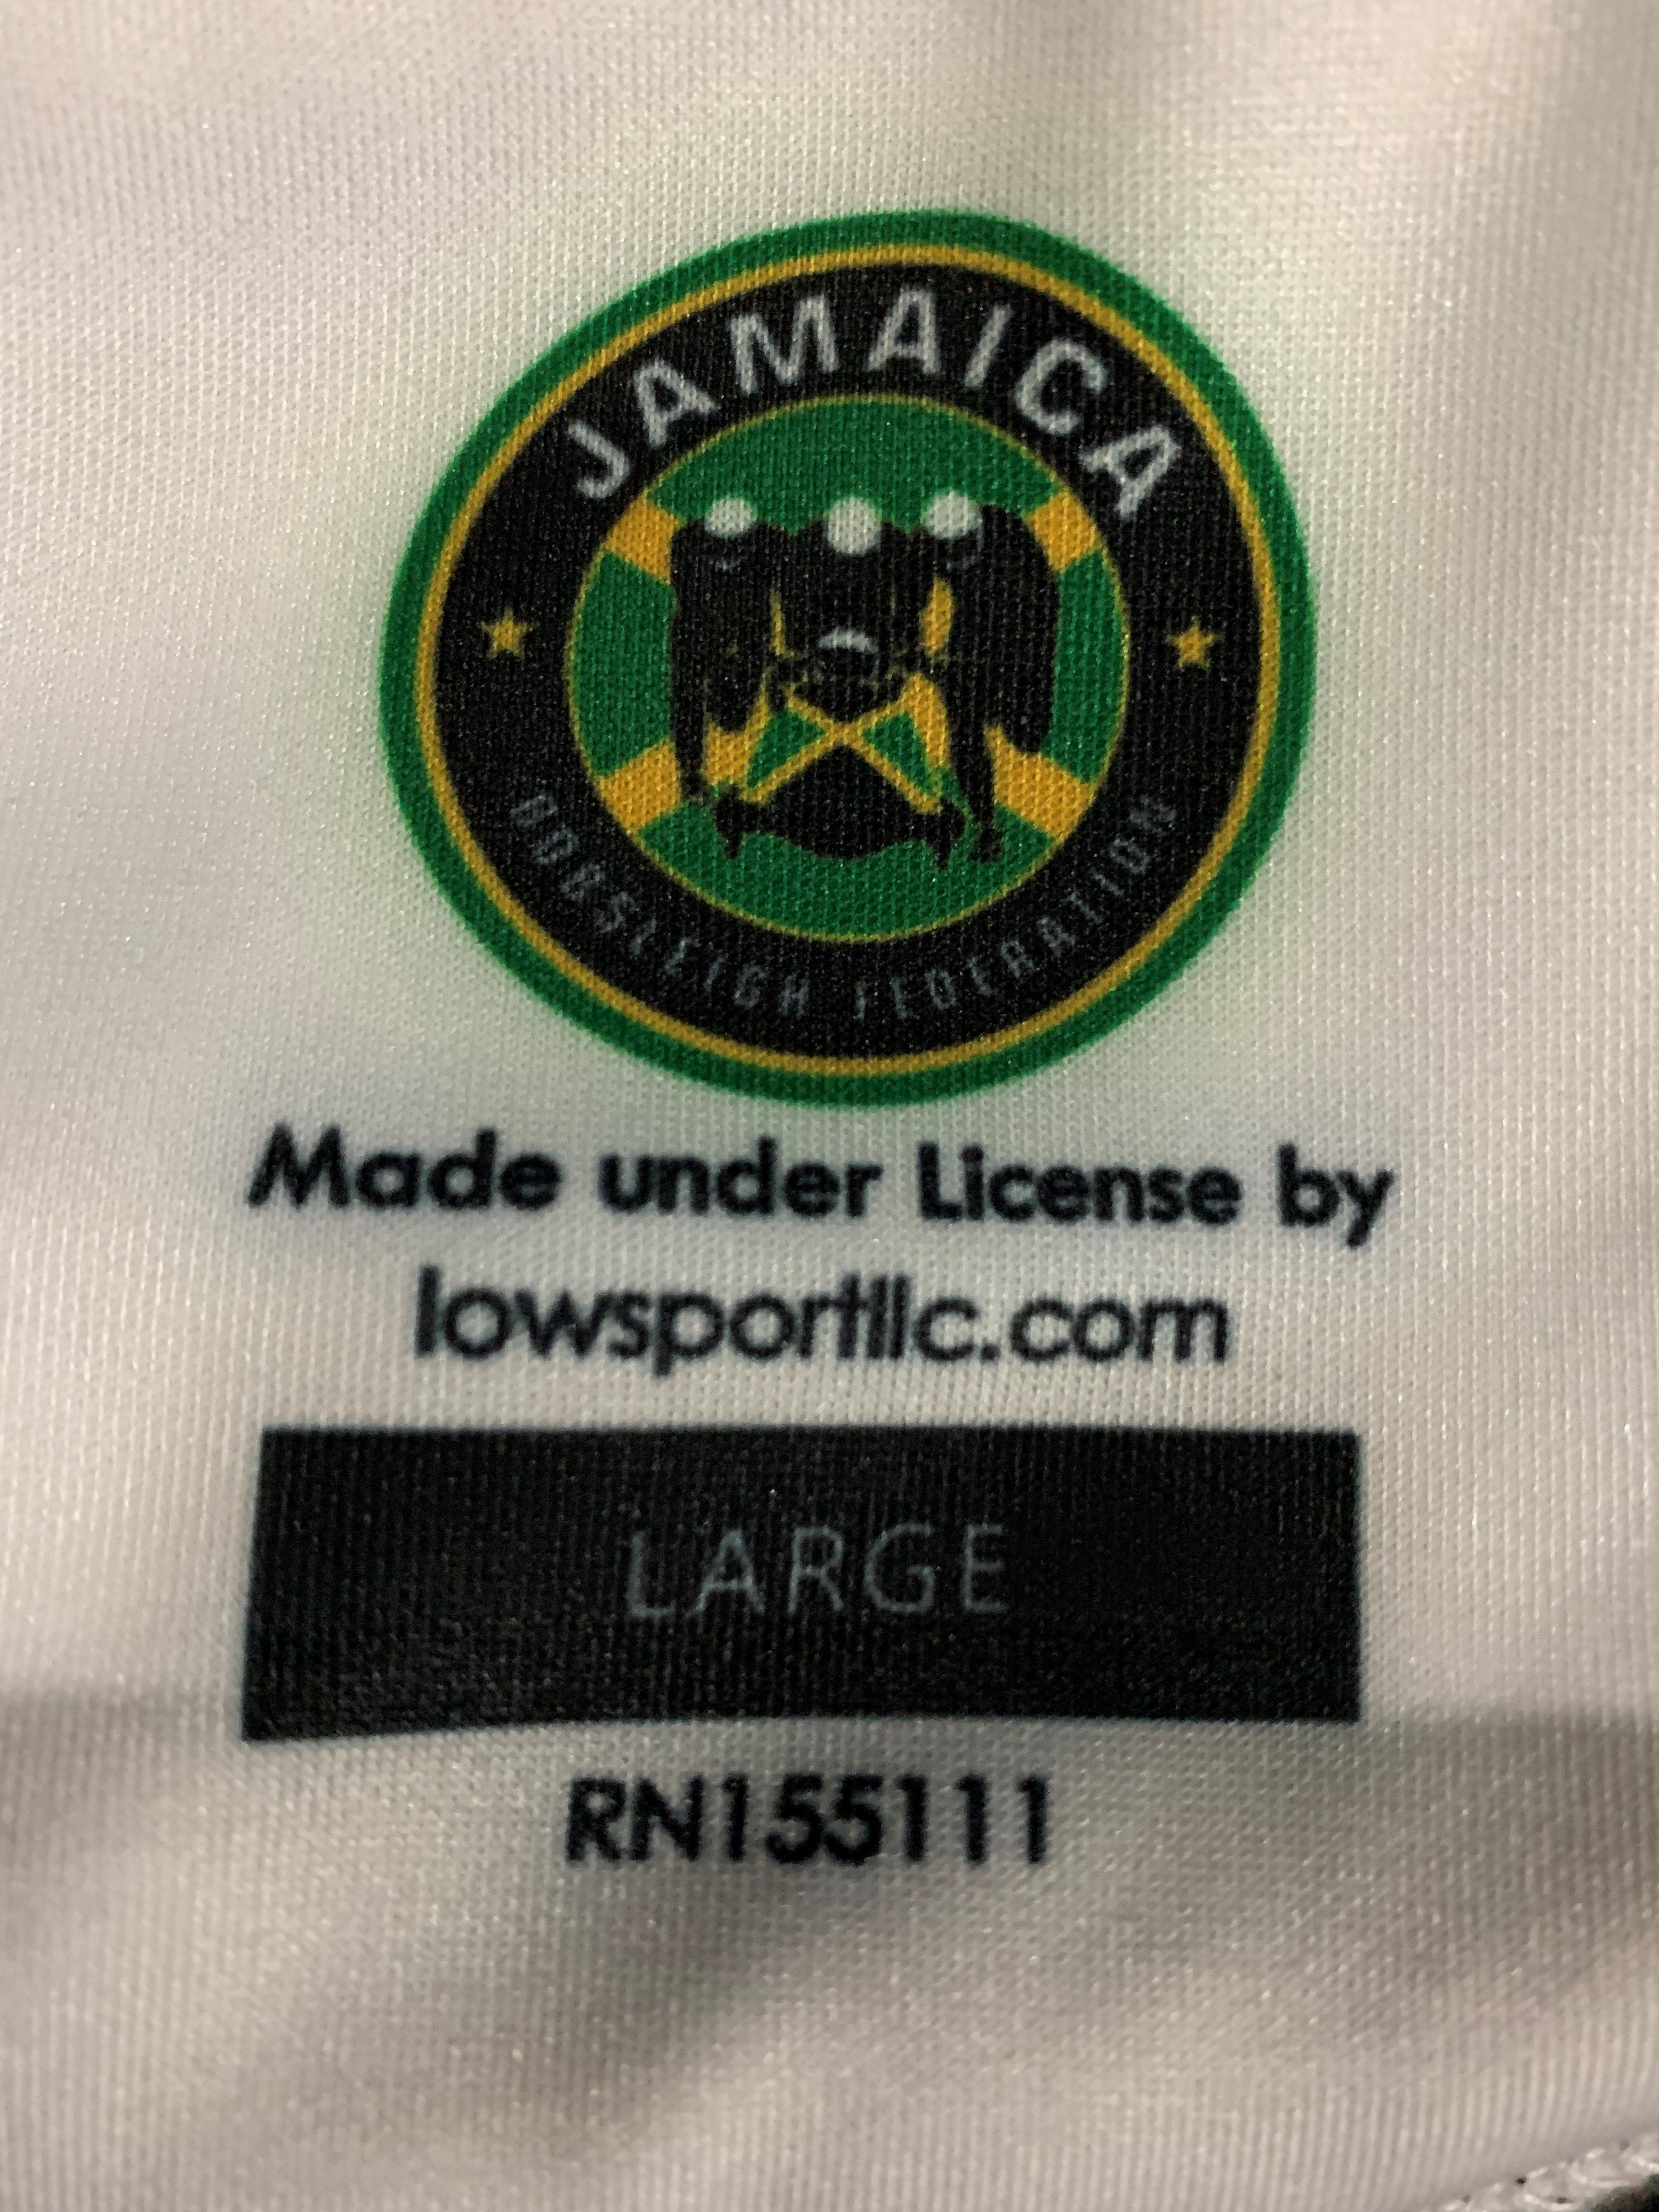 JAMAICA
BOBSLEIGH FEDERATION
Made under License by
lowsportllc.com
LARGE
RN155111